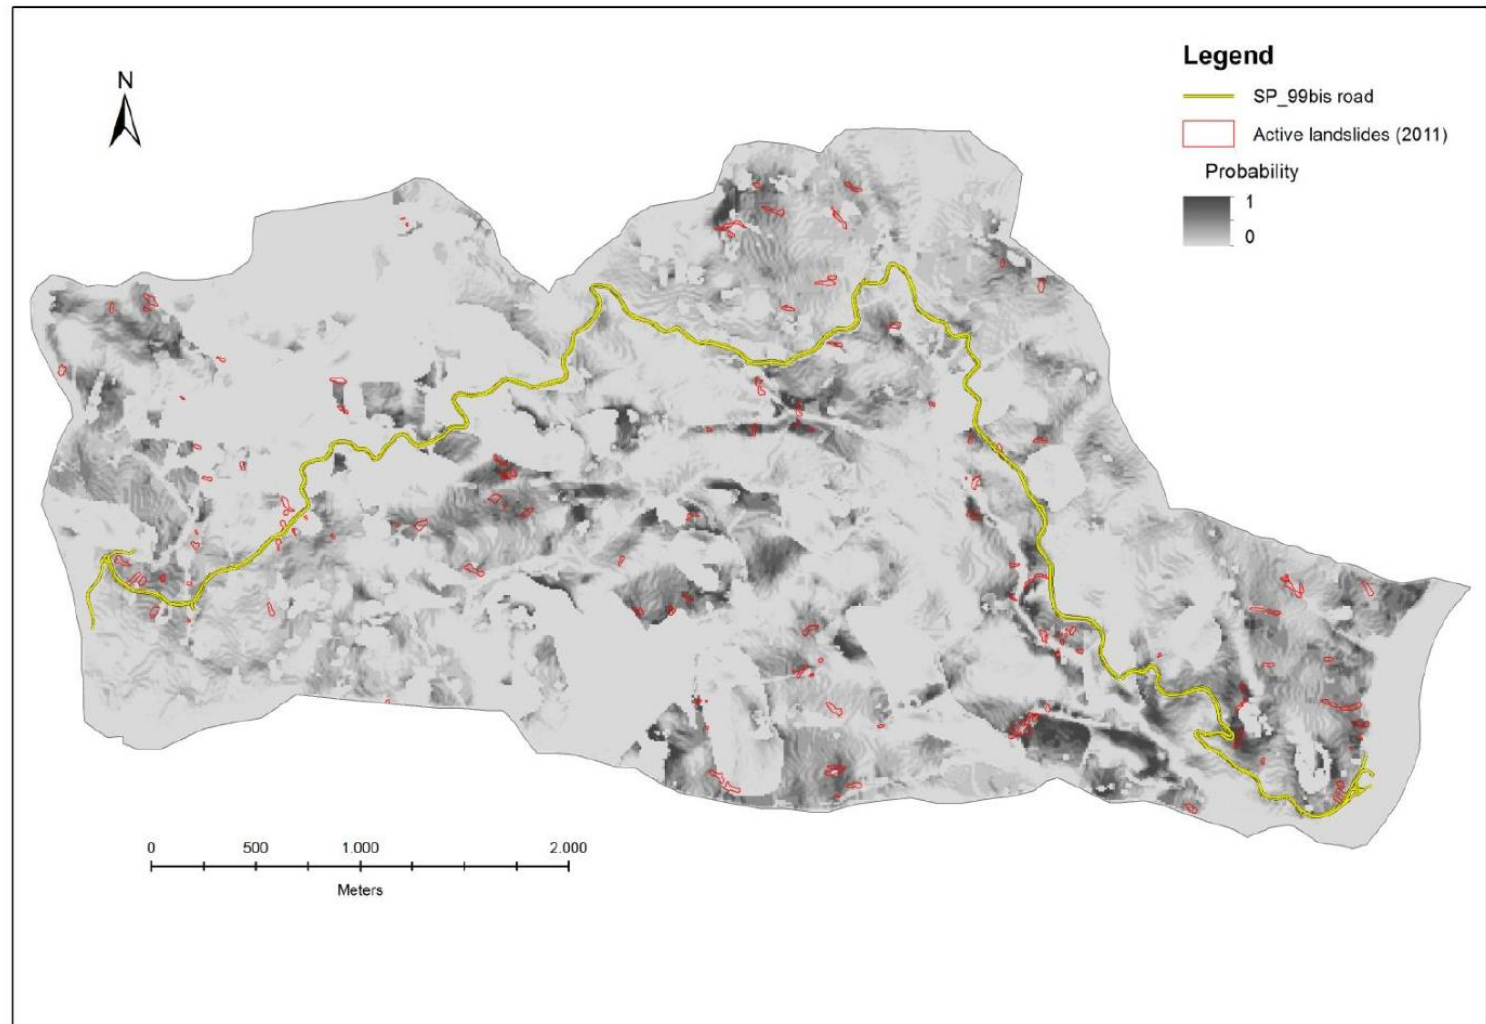 N
Legend
SP_99bis road
Active landslides (2011)
Probability
1
0
0 500 1.000 2.000
Meters